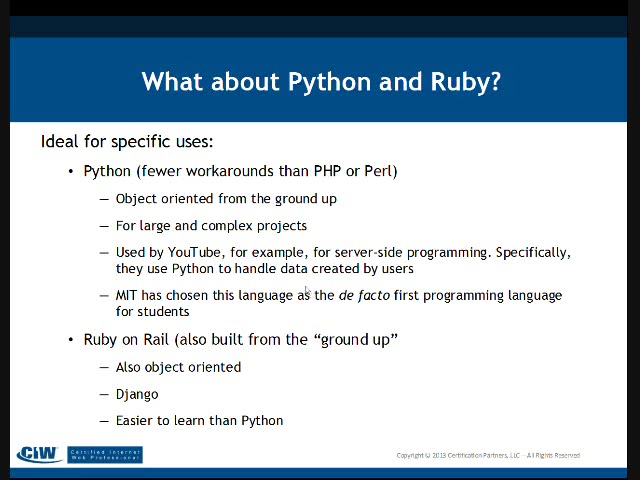 What about Python and Ruby?
Ideal for specific uses:
• Python (fewer workarounds than PHP or Perl)
— Object oriented from the ground up
— For large and complex projects
— Used by YouTube, for example, for server-side programming. Specifically,
they use Python to handle data created by users
— MIT has chosen this language as the de facto first programming language
for students
• Ruby on Rail (also built from the “ground up“
— Also object oriented
— Django
— Easier to learn than Python
CIW
Certified Internet
Web Professional
Copyright © 2013 Certification Partners, LLC -- All Rights Reserved